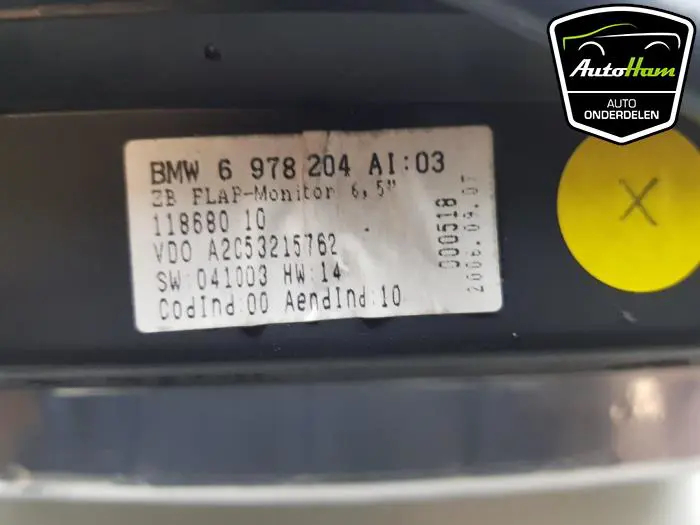 BMW 6 978 204 AI:03
ZB FLAP-Monitor 6,5"
118680 10
VDO A2C53215762
SW:041003 HW:14
CodInd:00 AendInd:10
000518
2006.09.07
X
AutoHam
AUTO
ONDERDELEN